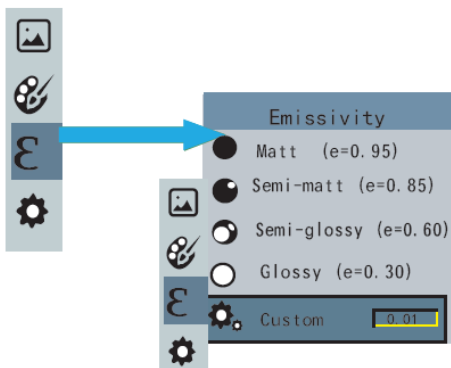 ε
Emissivity
Matt (e=0.95)
Semi-matt (e=0.85)
Semi-glossy (e=0.60)
Glossy (e=0.30)
ε
Custom 0.01